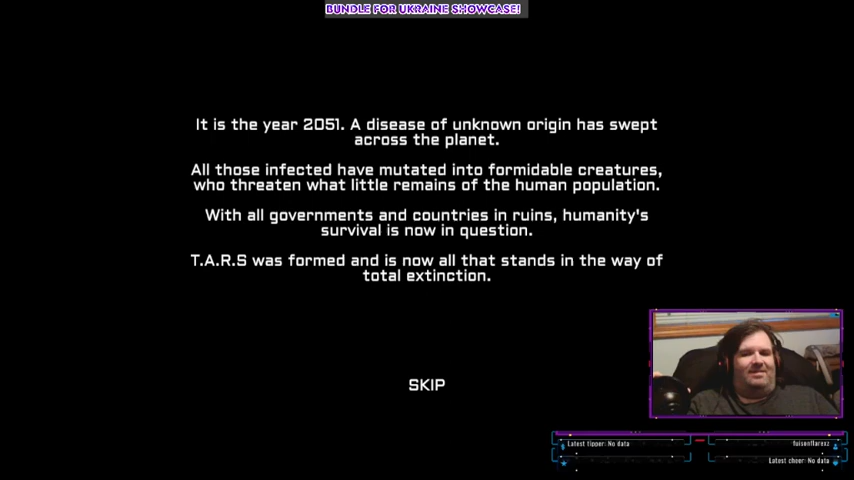 BUNDLE FOR UKRAINE SHOWCASE!
It is the year 2051. A disease of unknown origin has swept
across the planet.
All those infected have mutated into formidable creatures,
who threaten what little remains of the human population.
With all governments and countries in ruins, humanity's
survival is now in question.
T.A.R.S was formed and is now all that stands in the way of
total extinction.
SKIP
Latest tipper: No data
Latest cheer: No data